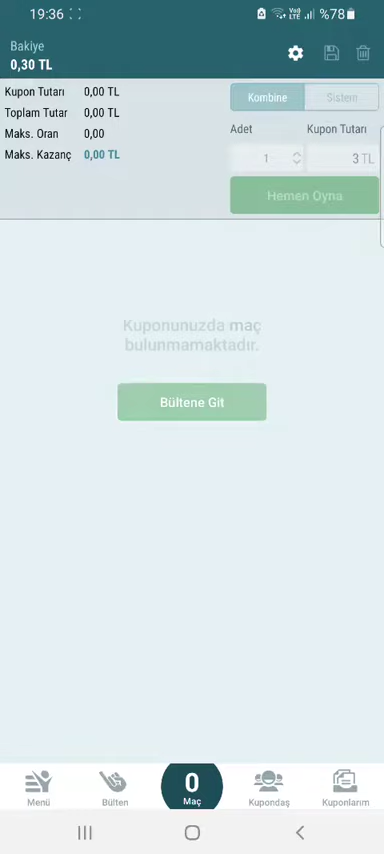 19:36 %78
Bakiye
0,30 TL
Kupon Tutarı 0,00 TL
Toplam Tutar 0,00 TL
Maks. Oran 0,00
Maks. Kazanç 0,00 TL
Kombine Sistem
Adet Kupon Tutarı
1 3 TL
Hemen Oyna
Kuponunuzda maç
bulunmamaktadır.
Bültene Git
0
Menü Bülten Maç Kupondaş Kuponlarım